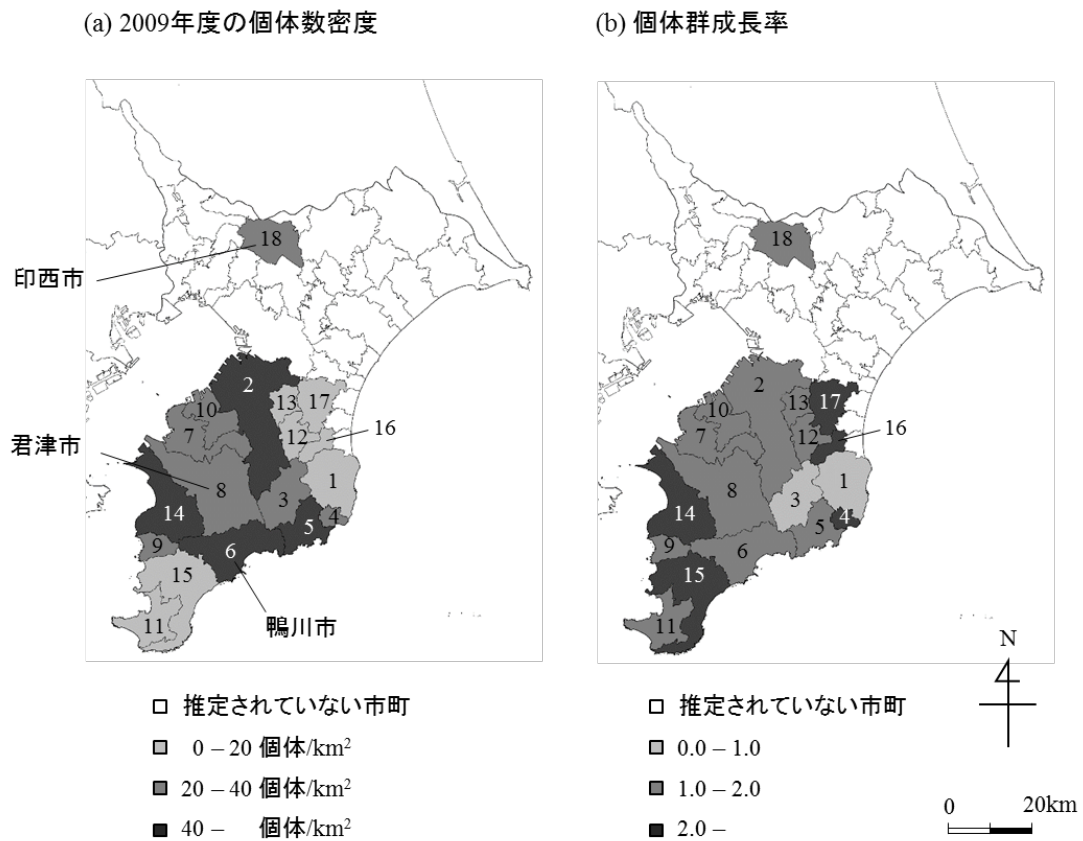 (a) 2009年度の個体数密度
18
印西市
2
13
17
10
7
12
16
君津市
1
8
3
4
14
5
9
6
15
11
鴨川市
推定されていない市町
0 – 20 個体/km²
20 – 40 個体/km²
40 – 個体/km²
(b) 個体群成長率
18
2
13
17
10
7
12
16
1
8
3
4
14
5
9
6
15
11
N
推定されていない市町
0.0 – 1.0
1.0 – 2.0
2.0 –
0 20km